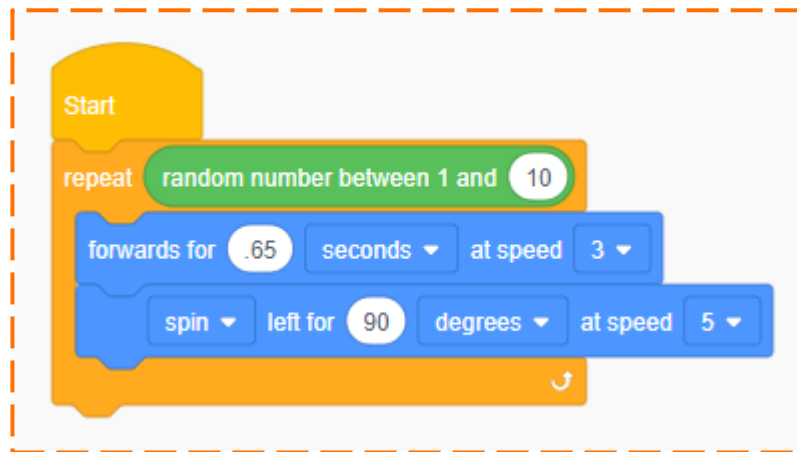 Start
repeat random number between 1 and 10
forwards for .65 seconds at speed 3
spin left for 90 degrees at speed 5